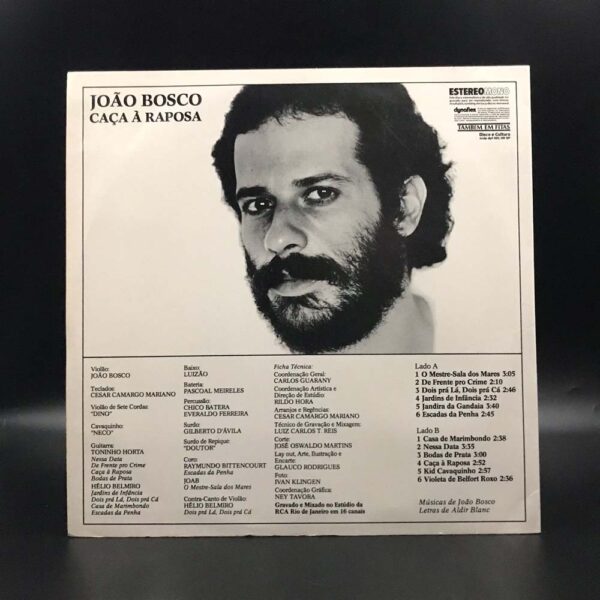 JOÃO BOSCO
CAÇA À RAPOSA
ESTEREOMONO
dynaflex
TAMBEM EM FITAS
Disco é Cultura
Violão:
JOÃO BOSCO
Teclados:
CESAR CAMARGO MARIANO
Violão de Sete Cordas
"DINO"
Cavaquinho:
"NECO"
Guitarra:
TONINHO HORTA
Nessa Data
De Frente pro Crime
Caça à Raposa
Bodas de Prata
HÉLIO BELMIRO
Jardins de Infância
Dois prá Lá, Dois prá Cá
Casa de Marimbondo
Escadas da Penha
Baixo:
LUIZÃO
Bateria:
PASCOAL MEIRELES
Percussão:
CHICO BATERA
EVERALDO FERREIRA
Surdo:
GILBERTO D'ÁVILA
Surdo de Repique:
"DOUTOR"
Coro:
RAYMUNDO BITTENCOURT
Escadas da Penha
JOAB
O Mestre-Sala dos Mares
Contra-Canto de Violão:
HÉLIO BELMIRO
Dois prá Lá, Dois prá Cá
Ficha Técnica:
Coordenação Geral:
CARLOS GUARANY
Coordenação Artística e
Direção de Estúdio:
RILDO HORA
Arranjos e Regências:
CESAR CAMARGO MARIANO
Técnico de Gravação e Mixagem:
LUIZ CARLOS T. REIS
Corte:
JOSÉ OSWALDO MARTINS
Lay out, Arte, Ilustração e
Encarte:
GLAUCO RODRIGUES
Foto:
IVAN KLINGEN
Coordenação Gráfica:
NEY TAVORA
Gravado e Mixado no Estúdio da
RCA Rio de Janeiro em 16 canais
Lado A
1 O Mestre-Sala dos Mares 3:05
2 De Frente pro Crime 2:10
3 Dois prá Lá, Dois prá Cá 2:46
4 Jardins de Infância 2:32
5 Jandira da Gandaia 3:40
6 Escadas da Penha 2:45
Lado B
1 Casa de Marimbondo 2:38
2 Nessa Data 3:35
3 Bodas de Prata 3:00
4 Caça à Raposa 2:52
5 Kid Cavaquinho 2:57
6 Violeta de Belfort Roxo 2:36
Músicas de João Bosco
Letras de Aldir Blanc